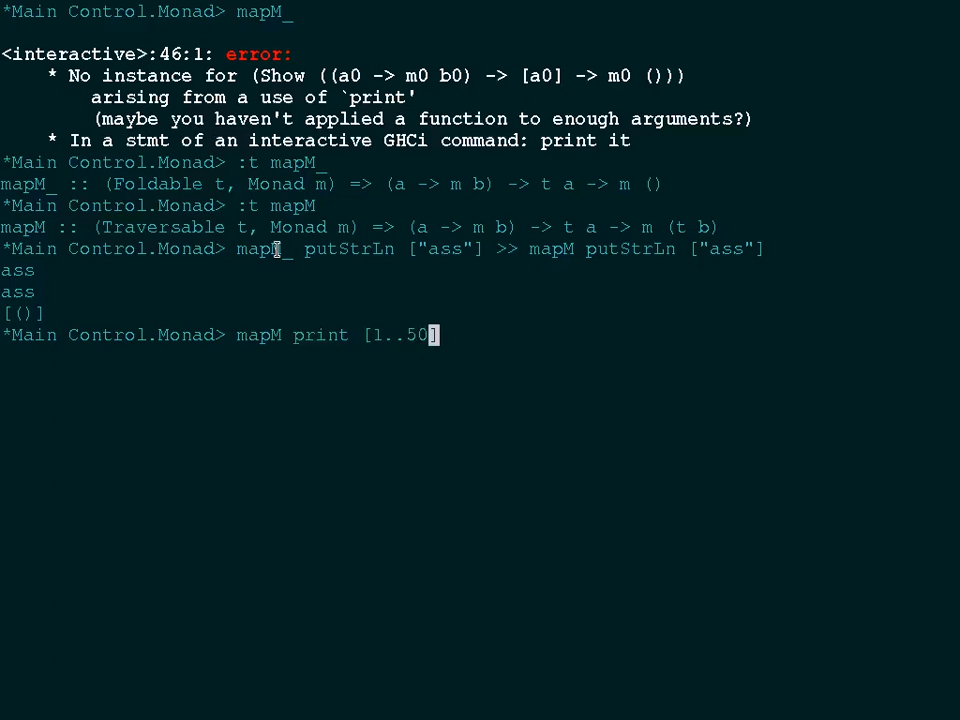 *Main Control.Monad> mapM_
<interactive>:46:1: error:
* No instance for (Show ((a0 -> m0 b0) -> [a0] -> m0 ()))
arising from a use of `print'
(maybe you haven't applied a function to enough arguments?)
* In a stmt of an interactive GHCi command: print it
*Main Control.Monad> :t mapM_
mapM_ :: (Foldable t, Monad m) => (a -> m b) -> t a -> m ()
*Main Control.Monad> :t mapM
mapM :: (Traversable t, Monad m) => (a -> m b) -> t a -> m (t b)
*Main Control.Monad> mapM_ putStrLn ["ass"] >> mapM putStrLn ["ass"]
ass
ass
[()]
*Main Control.Monad> mapM print [1..50]